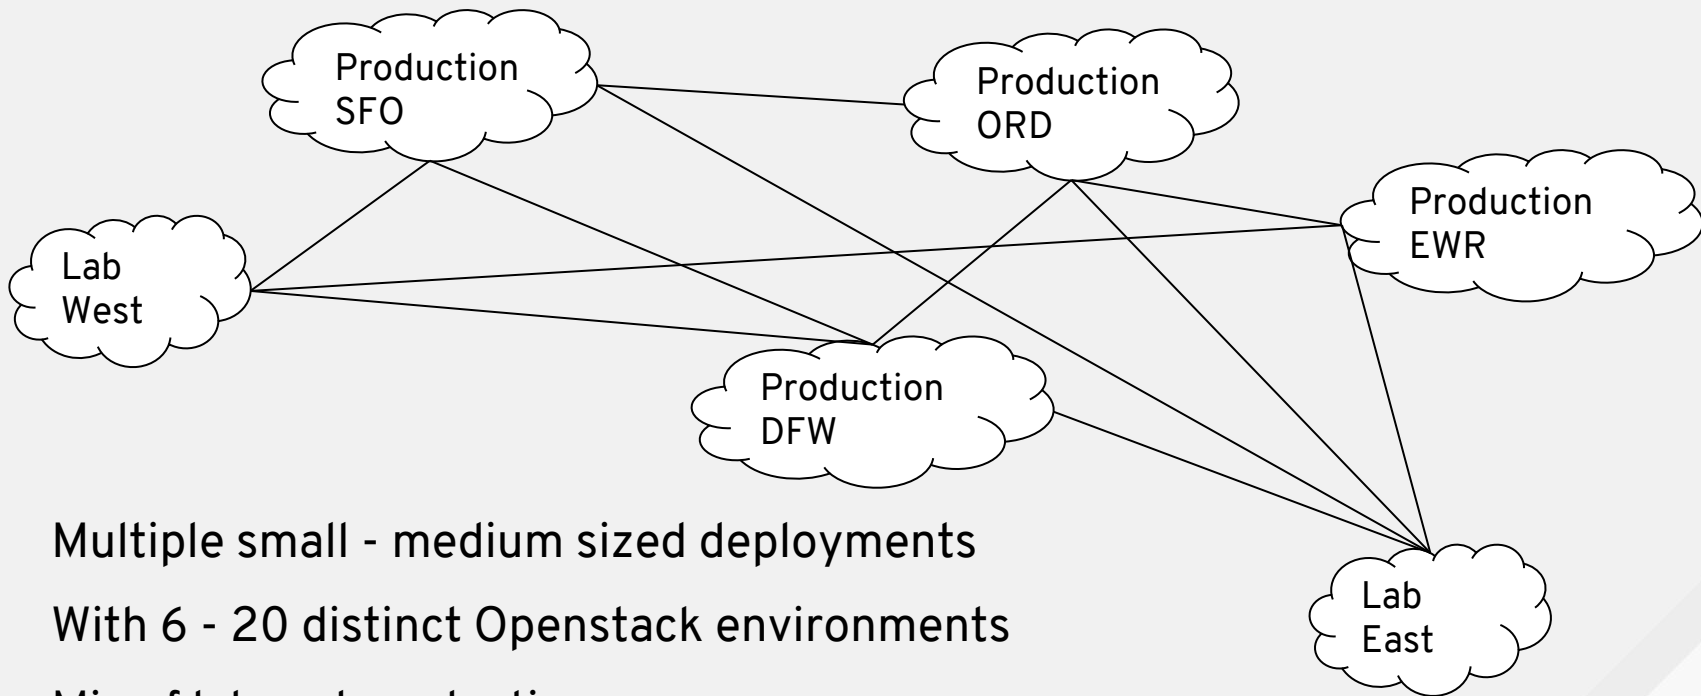 Production
SFO
Production
ORD
Production
EWR
Lab
West
Production
DFW
Multiple small - medium sized deployments
With 6 - 20 distinct Openstack environments
Lab
East